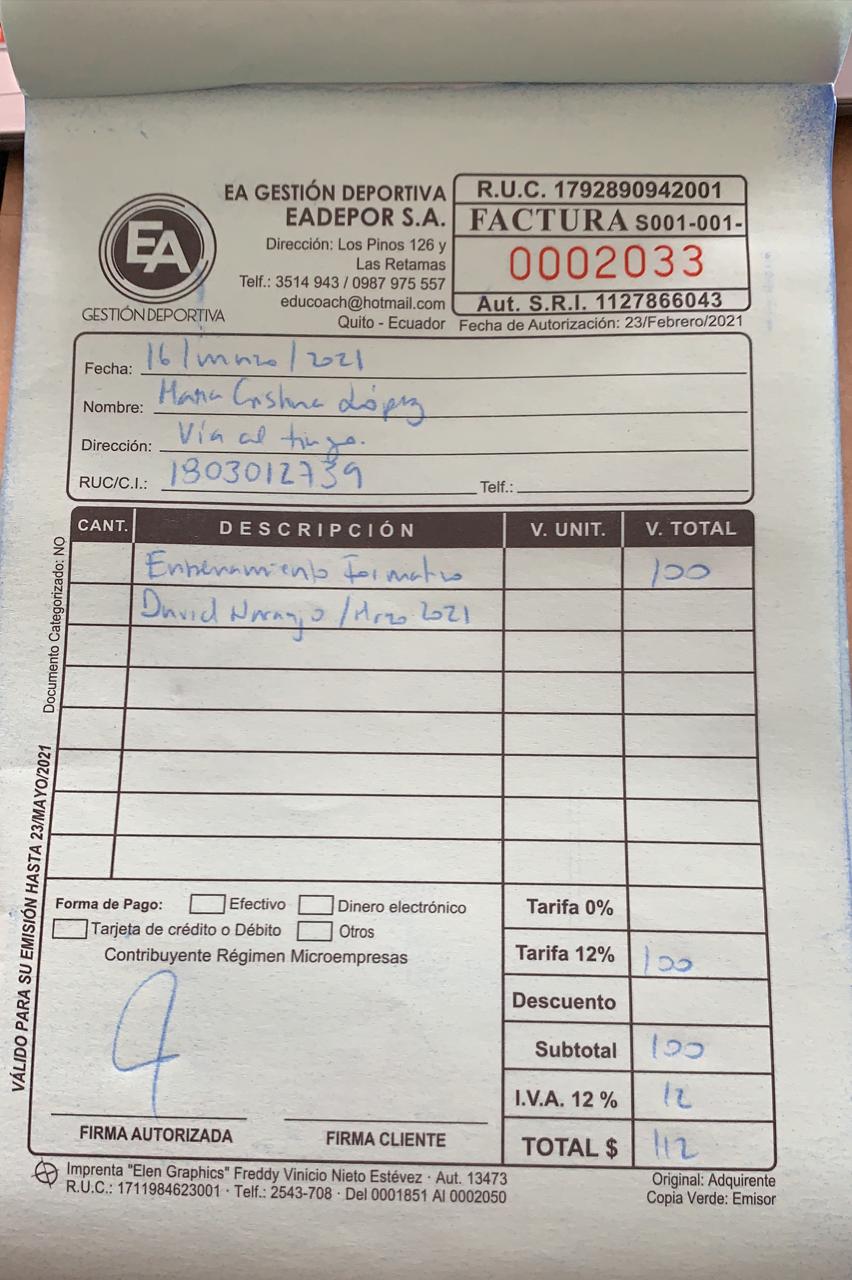 EA GESTIÓN DEPORTIVA
EADEPOR S.A.
Dirección: Los Pinos 126 y
Las Retamas
Telf.: 3514 943 / 0987 975 557
educoach@hotmail.com
Quito - Ecuador
EA
GESTIÓN DEPORTIVA
R.U.C. 1792890942001
FACTURA S001-001-
0002033
Aut. S.R.I. 1127866043
Fecha de Autorización: 23/Febrero/2021
Fecha: 16/marzo/2021
Nombre: Maria Cristina López
Dirección: Vía al tingo.
RUC/C.I.: 1803012739 Telf.:
CANT. DESCRIPCIÓN V. UNIT. V. TOTAL
Entrenamiento Formativo 100
David Naranjo /Marzo 2021
Documento Categorizado: NO
VÁLIDO PARA SU EMISIÓN HASTA 23/MAYO/2021
Forma de Pago: Efectivo Dinero electrónico
Tarjeta de crédito o Débito Otros
Contribuyente Régimen Microempresas
FIRMA AUTORIZADA FIRMA CLIENTE
Tarifa 0%
Tarifa 12% 100
Descuento
Subtotal 100
I.V.A. 12 % 12
TOTAL $ 112
Imprenta "Elen Graphics" Freddy Vinicio Nieto Estévez · Aut. 13473
R.U.C.: 1711984623001 · Telf.: 2543-708 · Del 0001851 Al 0002050
Original: Adquirente
Copia Verde: Emisor